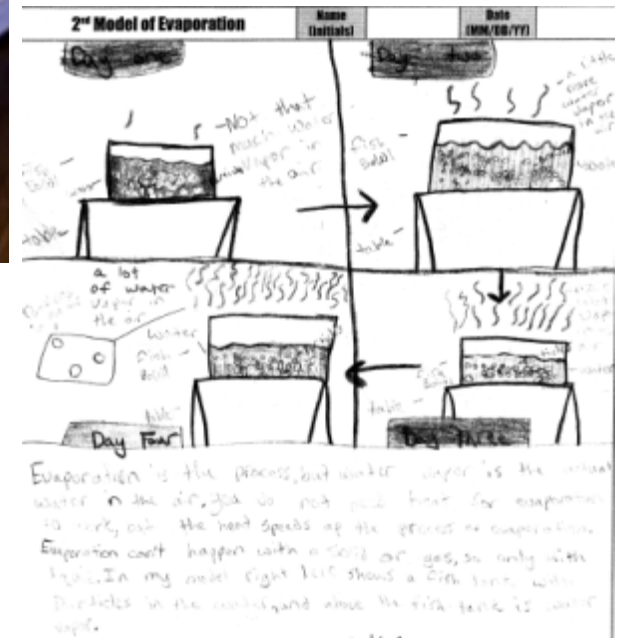 2nd Model of Evaporation
Name (Initials)
Date (MM/DD/YY)
Day one
Not that
much water
vapor in
the air
Fish
Bowl
table
Day two
a little
more
water
vapor
in the
air
Fish
Bowl
table
a lot
of water
vapor in
the air
water
Fish
Bowl
table
Day Four
Fish
Bowl
table
water
Day Three
Evaporation is the process, but water vapor is the actual
water in the air. you do not need heat for evaporation
to work, but the heat speeds up the process of evaporation.
Evaporation can't happen with a solid or gas, so only with
In my model right shows a fish tank with
Particles in the water, and above the fish tank is water
vapor.